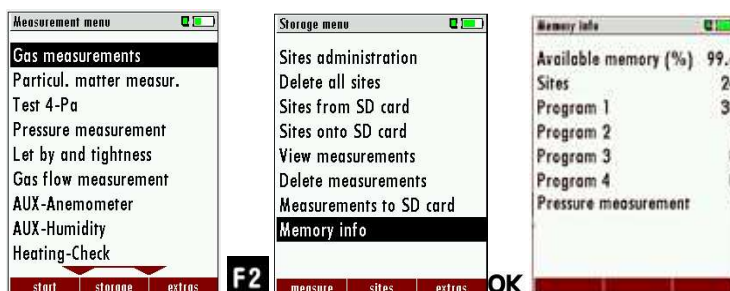 Measurement menu
Gas measurements
Particul. matter measur.
Test 4-Pa
Pressure measurement
Let by and tightness
Gas flow measurement
AUX-Anemometer
AUX-Humidity
Heating-Check
start storage extras
F2
Storage menu
Sites administration
Delete all sites
Sites from SD card
Sites onto SD card
View measurements
Delete measurements
Measurements to SD card
Memory info
measure sites extras
OK
Memory info
Available memory (%) 99.
Sites 2
Program 1 3
Program 2
Program 3
Program 4
Pressure measurement